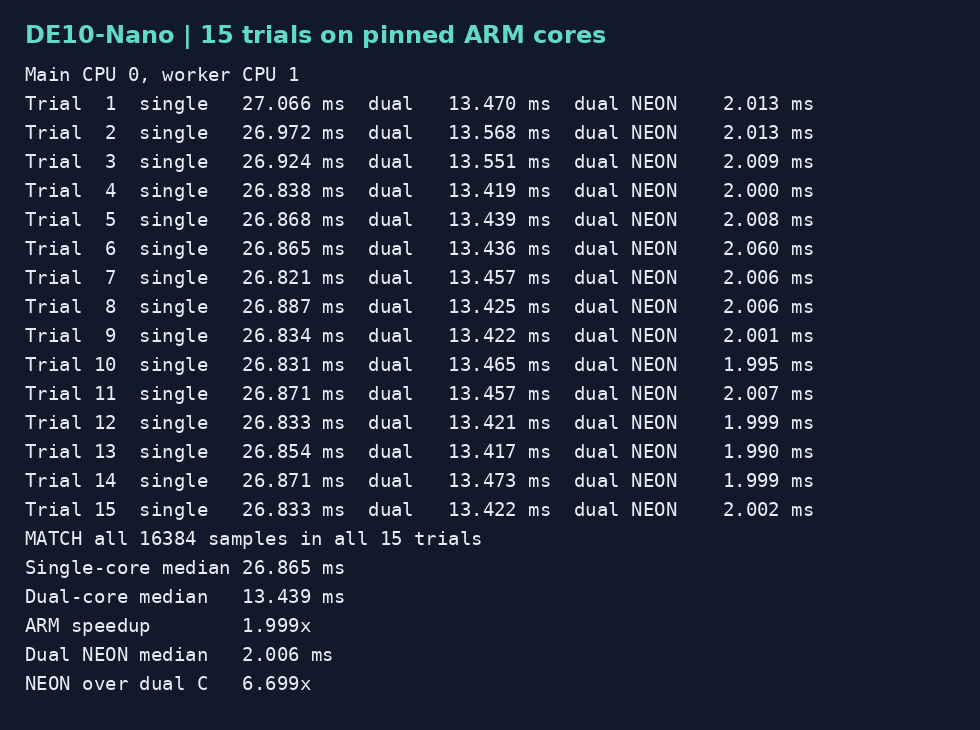 DE10-Nano | 15 trials on pinned ARM cores
Main CPU 0, worker CPU 1
Trial  1  single   27.066 ms  dual   13.470 ms  dual NEON    2.013 ms
Trial  2  single   26.972 ms  dual   13.568 ms  dual NEON    2.013 ms
Trial  3  single   26.924 ms  dual   13.551 ms  dual NEON    2.009 ms
Trial  4  single   26.838 ms  dual   13.419 ms  dual NEON    2.000 ms
Trial  5  single   26.868 ms  dual   13.439 ms  dual NEON    2.008 ms
Trial  6  single   26.865 ms  dual   13.436 ms  dual NEON    2.060 ms
Trial  7  single   26.821 ms  dual   13.457 ms  dual NEON    2.006 ms
Trial  8  single   26.887 ms  dual   13.425 ms  dual NEON    2.006 ms
Trial  9  single   26.834 ms  dual   13.422 ms  dual NEON    2.001 ms
Trial 10  single   26.831 ms  dual   13.465 ms  dual NEON    1.995 ms
Trial 11  single   26.871 ms  dual   13.457 ms  dual NEON    2.007 ms
Trial 12  single   26.833 ms  dual   13.421 ms  dual NEON    1.999 ms
Trial 13  single   26.854 ms  dual   13.417 ms  dual NEON    1.990 ms
Trial 14  single   26.871 ms  dual   13.473 ms  dual NEON    1.999 ms
Trial 15  single   26.833 ms  dual   13.422 ms  dual NEON    2.002 ms
MATCH all 16384 samples in all 15 trials
Single-core median 26.865 ms
Dual-core median   13.439 ms
ARM speedup        1.999x
Dual NEON median   2.006 ms
NEON over dual C   6.699x